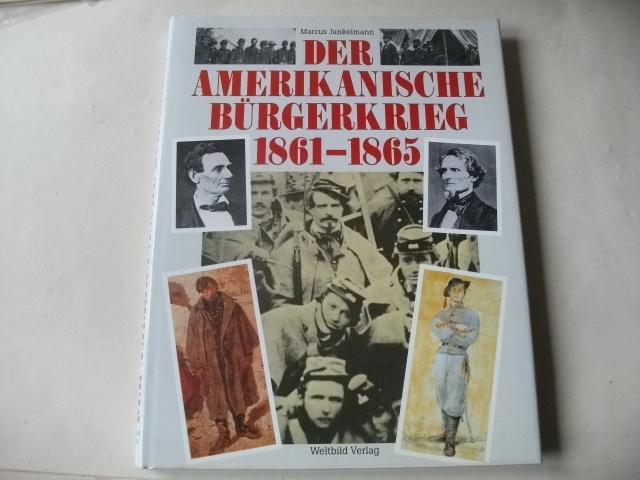 Marcus Junkelmann
DER
AMERIKANISCHE
BÜRGERKRIEG
1861–1865
Weltbild Verlag